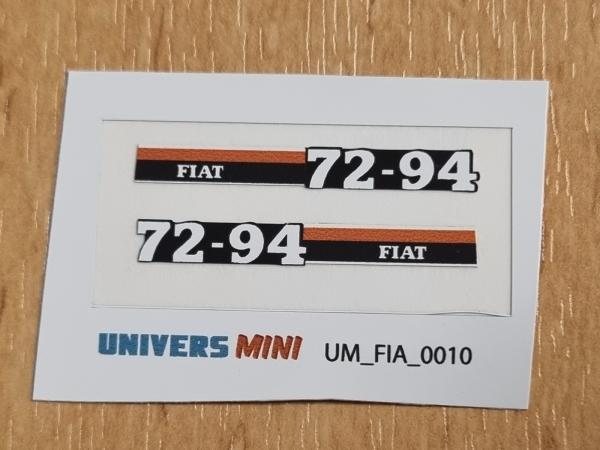 FIAT 72-94
72-94 FIAT
UNIVERS MINI UM_FIA_0010